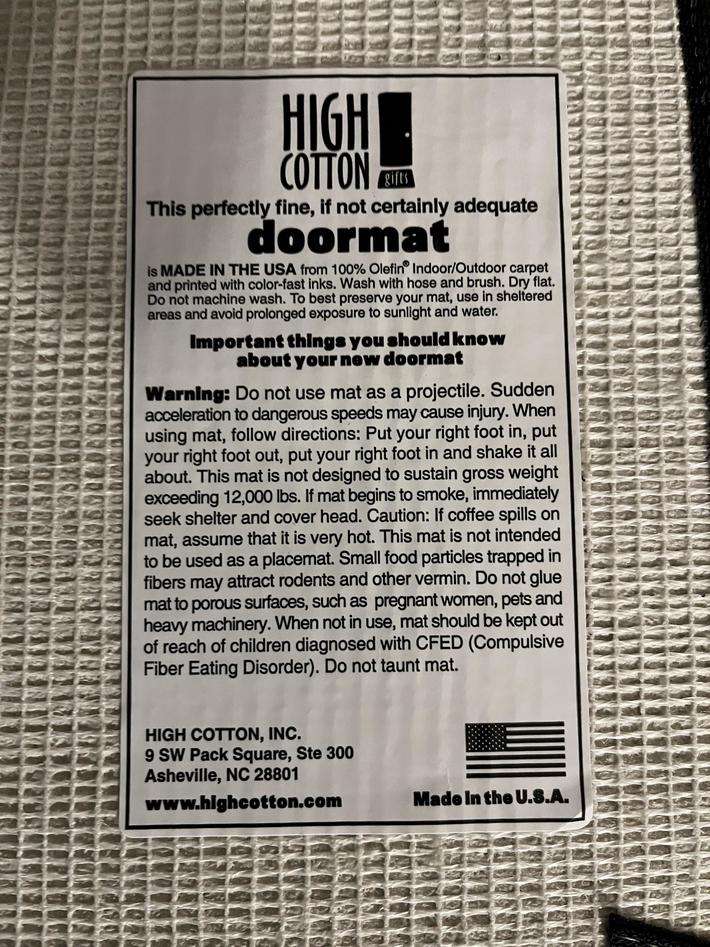 HIGH
COTTON
gifts
This perfectly fine, if not certainly adequate
doormat
is MADE IN THE USA from 100% Olefin® Indoor/Outdoor carpet
and printed with color-fast inks. Wash with hose and brush. Dry flat.
Do not machine wash. To best preserve your mat, use in sheltered
areas and avoid prolonged exposure to sunlight and water.
Important things you should know
about your new doormat
Warning: Do not use mat as a projectile. Sudden
acceleration to dangerous speeds may cause injury. When
using mat, follow directions: Put your right foot in, put
your right foot out, put your right foot in and shake it all
about. This mat is not designed to sustain gross weight
exceeding 12,000 lbs. If mat begins to smoke, immediately
seek shelter and cover head. Caution: If coffee spills on
mat, assume that it is very hot. This mat is not intended
to be used as a placemat. Small food particles trapped in
fibers may attract rodents and other vermin. Do not glue
mat to porous surfaces, such as pregnant women, pets and
heavy machinery. When not in use, mat should be kept out
of reach of children diagnosed with CFED (Compulsive
Fiber Eating Disorder). Do not taunt mat.
HIGH COTTON, INC.
9 SW Pack Square, Ste 300
Asheville, NC 28801
www.highcotton.com
Made in the U.S.A.